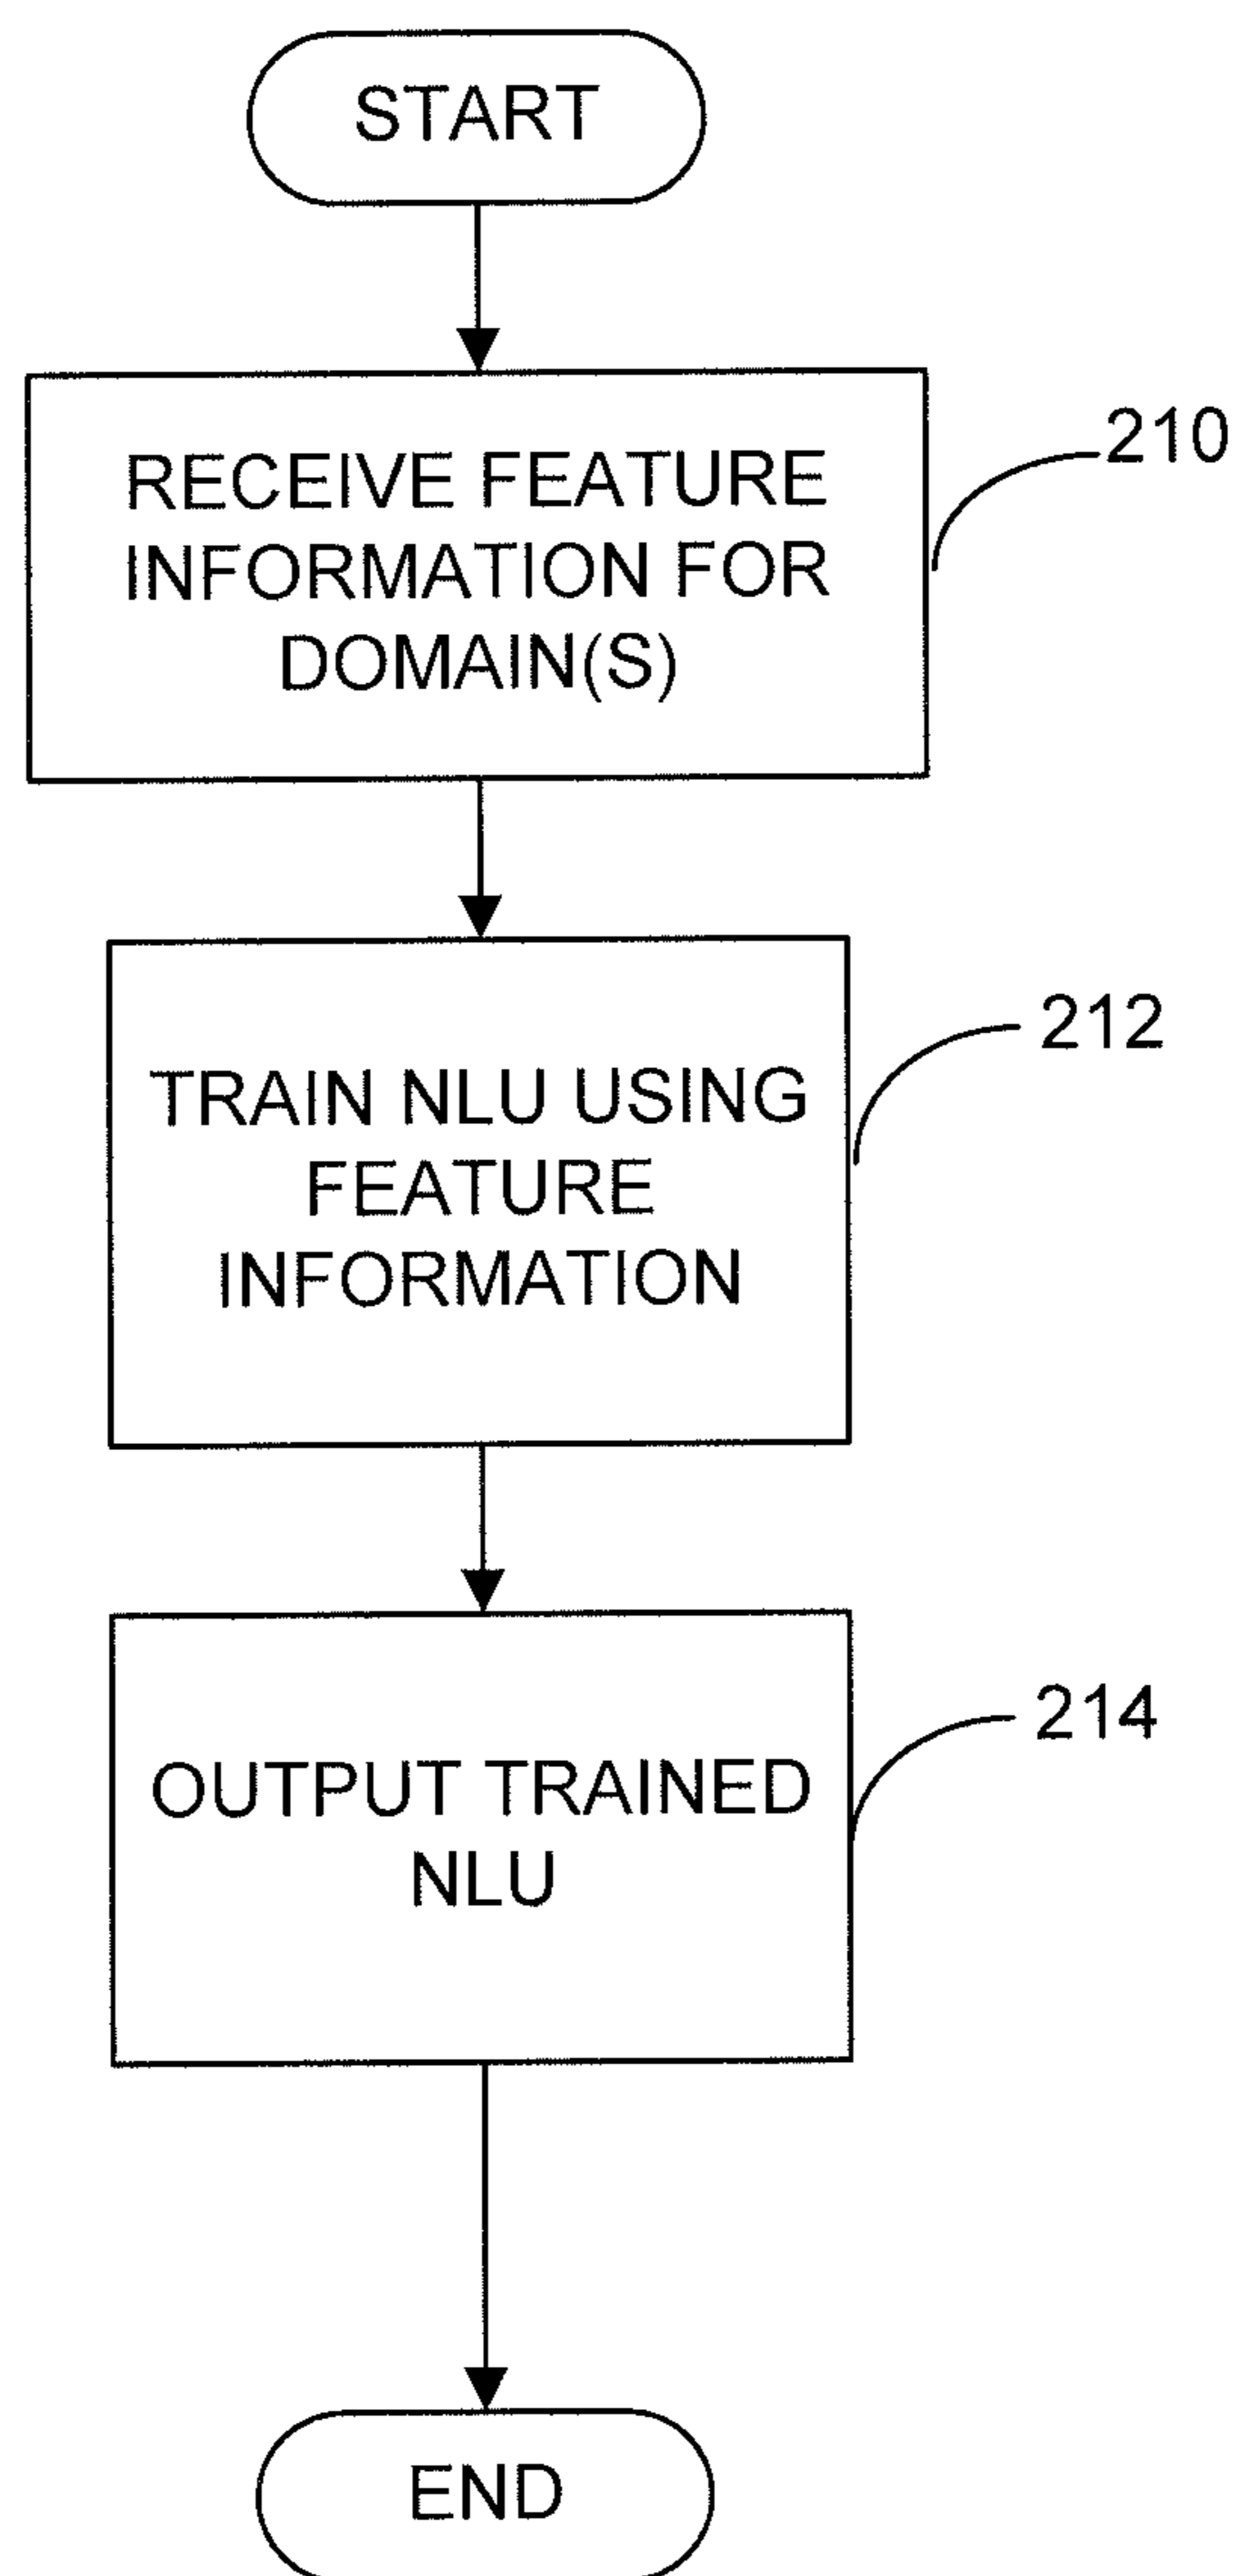 START
RECEIVE FEATURE
INFORMATION FOR
DOMAIN(S)
210
TRAIN NLU USING
FEATURE
INFORMATION
212
OUTPUT TRAINED
NLU
214
END